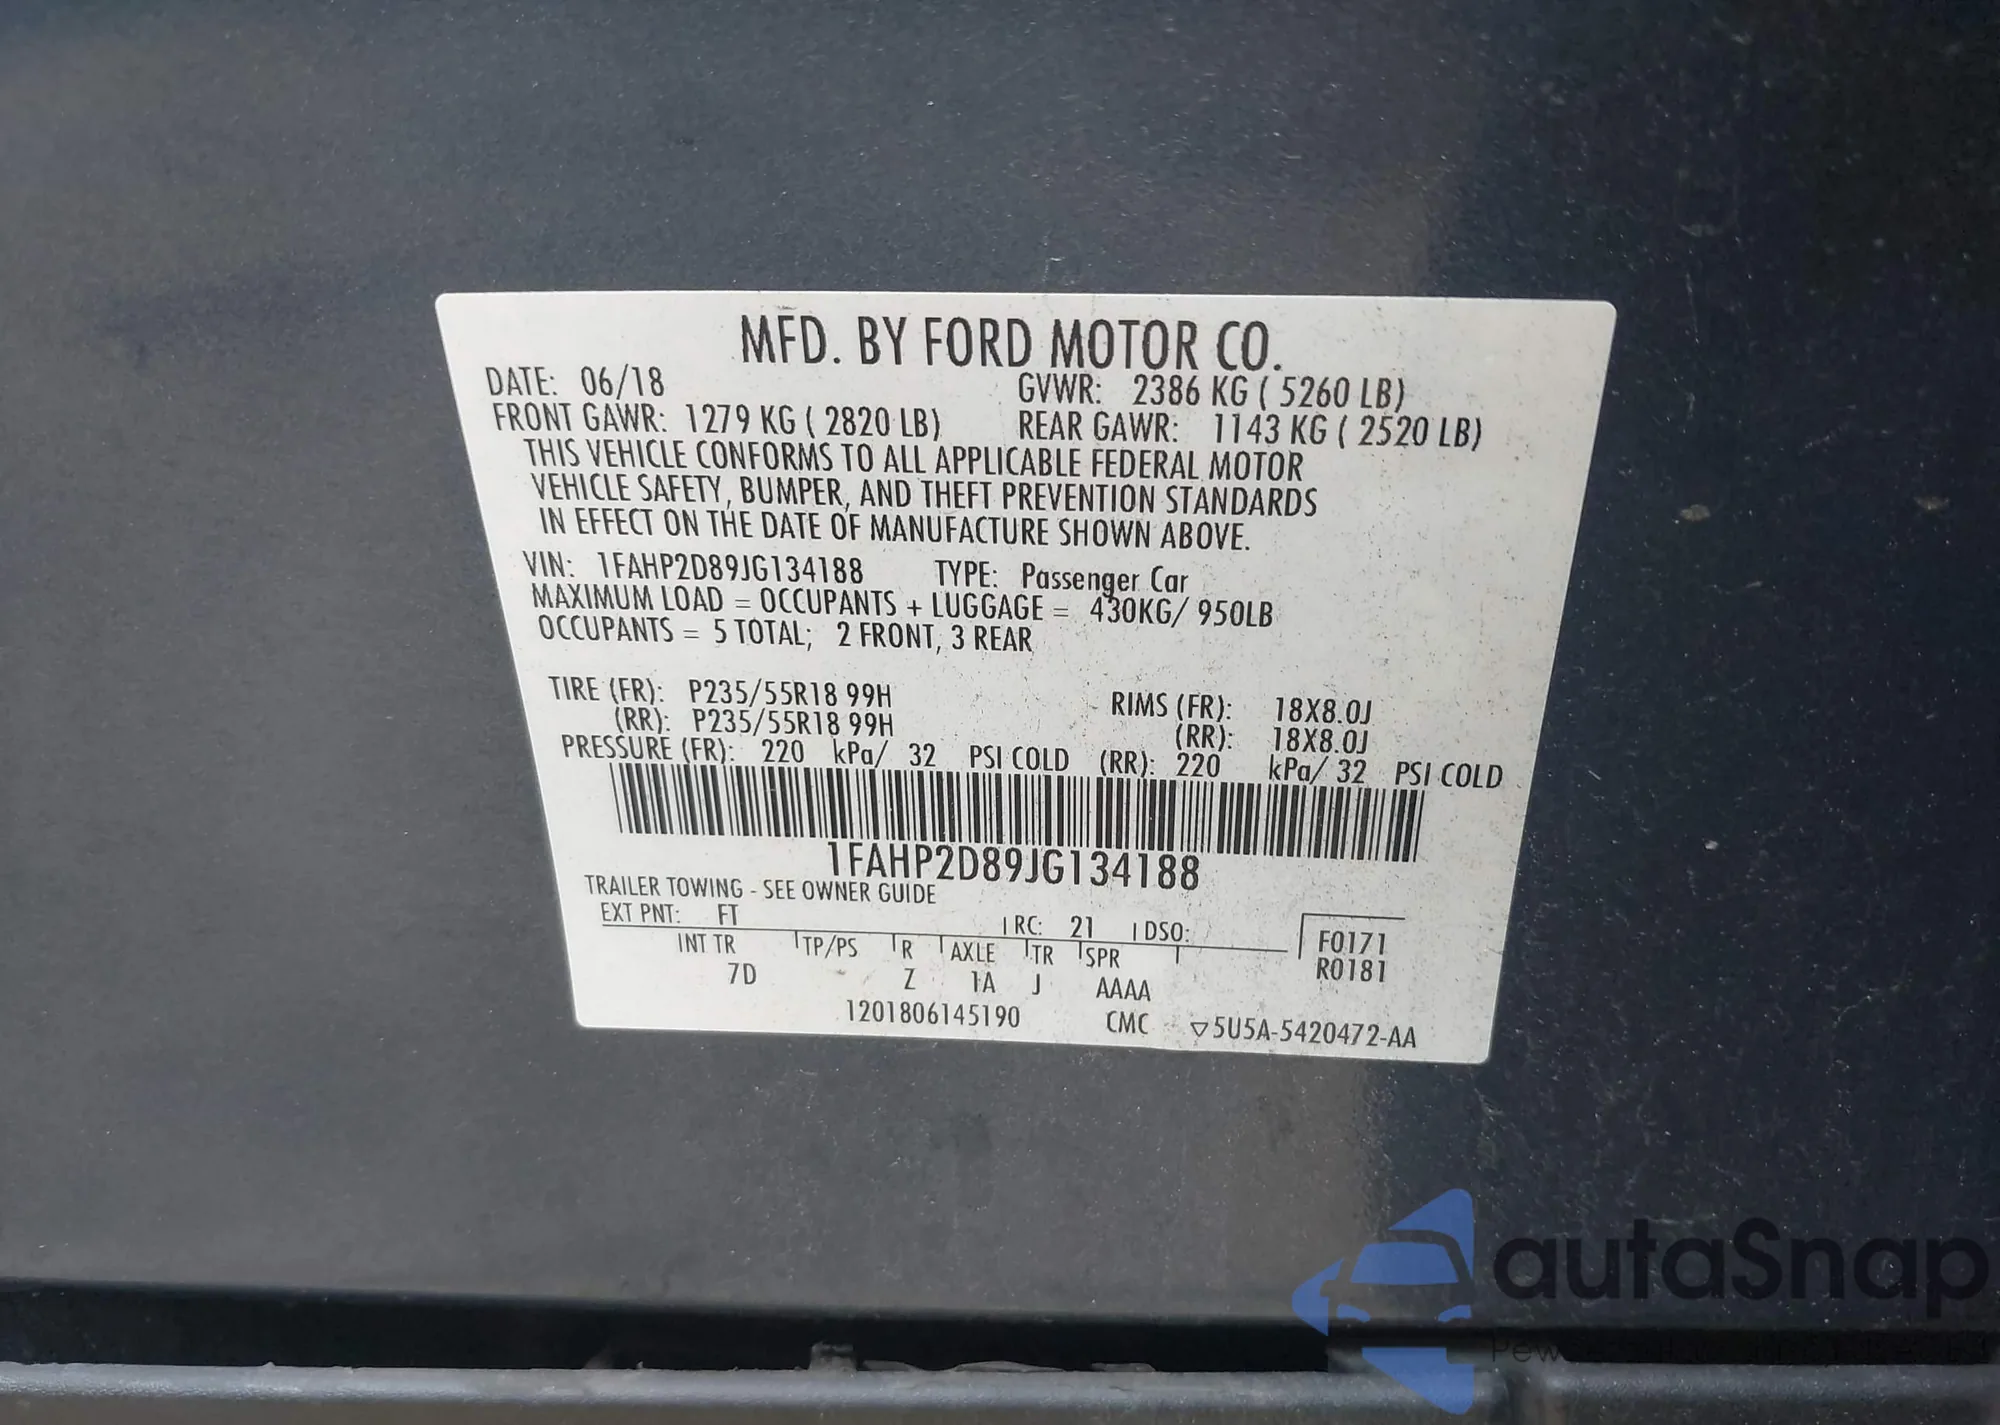 MFD. BY FORD MOTOR CO.
DATE: 06/18 GVWR: 2386 KG ( 5260 LB)
FRONT GAWR: 1279 KG ( 2820 LB) REAR GAWR: 1143 KG ( 2520 LB)
THIS VEHICLE CONFORMS TO ALL APPLICABLE FEDERAL MOTOR
VEHICLE SAFETY, BUMPER, AND THEFT PREVENTION STANDARDS
IN EFFECT ON THE DATE OF MANUFACTURE SHOWN ABOVE.
VIN: 1FAHP2D89JG134188 TYPE: Passenger Car
MAXIMUM LOAD = OCCUPANTS + LUGGAGE = 430KG/ 950LB
OCCUPANTS = 5 TOTAL; 2 FRONT, 3 REAR
TIRE (FR): P235/55R18 99H RIMS (FR): 18X8.0J
(RR): P235/55R18 99H (RR): 18X8.0J
PRESSURE (FR): 220 kPa/ 32 PSI COLD (RR): 220 kPa/ 32 PSI COLD
1FAHP2D89JG134188
TRAILER TOWING - SEE OWNER GUIDE
EXT PNT: FT RC: 21 DSO:
INT TR TP/PS R AXLE TR SPR F0171
7D Z 1A J AAAA R0181
1201806145190 CMC ▽5U5A-5420472-AA
autaSnap